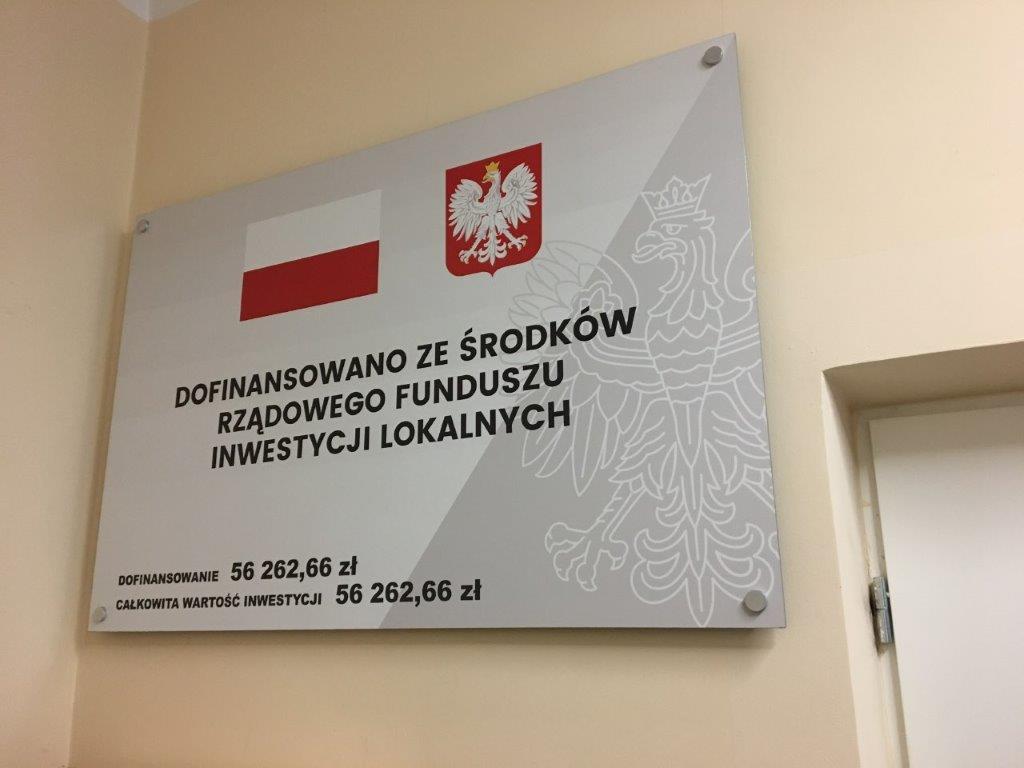 DOFINANSOWANO ZE ŚRODKÓW
RZĄDOWEGO FUNDUSZU
INWESTYCJI LOKALNYCH
DOFINANSOWANIE 56 262,66 zł
CAŁKOWITA WARTOŚĆ INWESTYCJI 56 262,66 zł